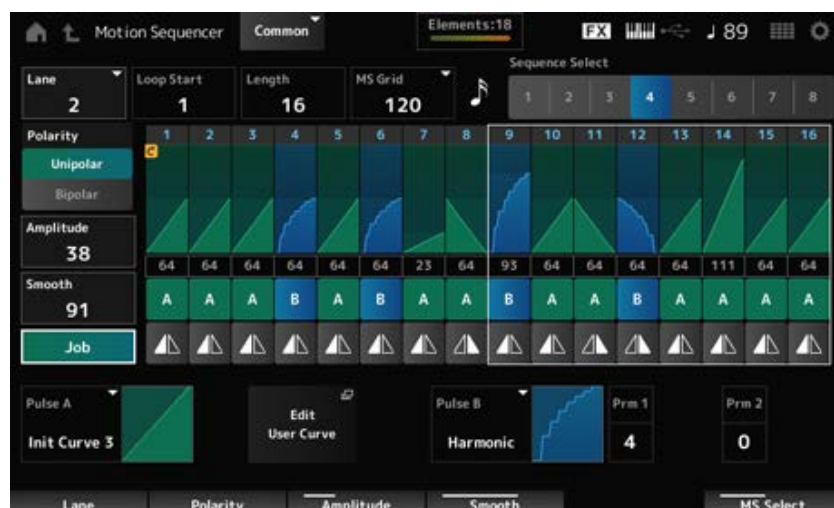 Motion Sequencer
Common
Elements:18
FX
♩ 89
Lane
2
Loop Start
1
Length
16
MS Grid
120
Sequence Select
1 2 3 4 5 6 7 8
Polarity
Unipolar
Bipolar
Amplitude
38
Smooth
91
Job
1 2 3 4 5 6 7 8 9 10 11 12 13 14 15 16
C
64 64 64 64 64 64 23 64 93 64 64 64 64 111 64 64
A A A B A B A A B A A B A A A A
Pulse A
Init Curve 3
Edit
User Curve
Pulse B
Harmonic
Prm 1
4
Prm 2
0
Lane Polarity Amplitude Smooth MS Select